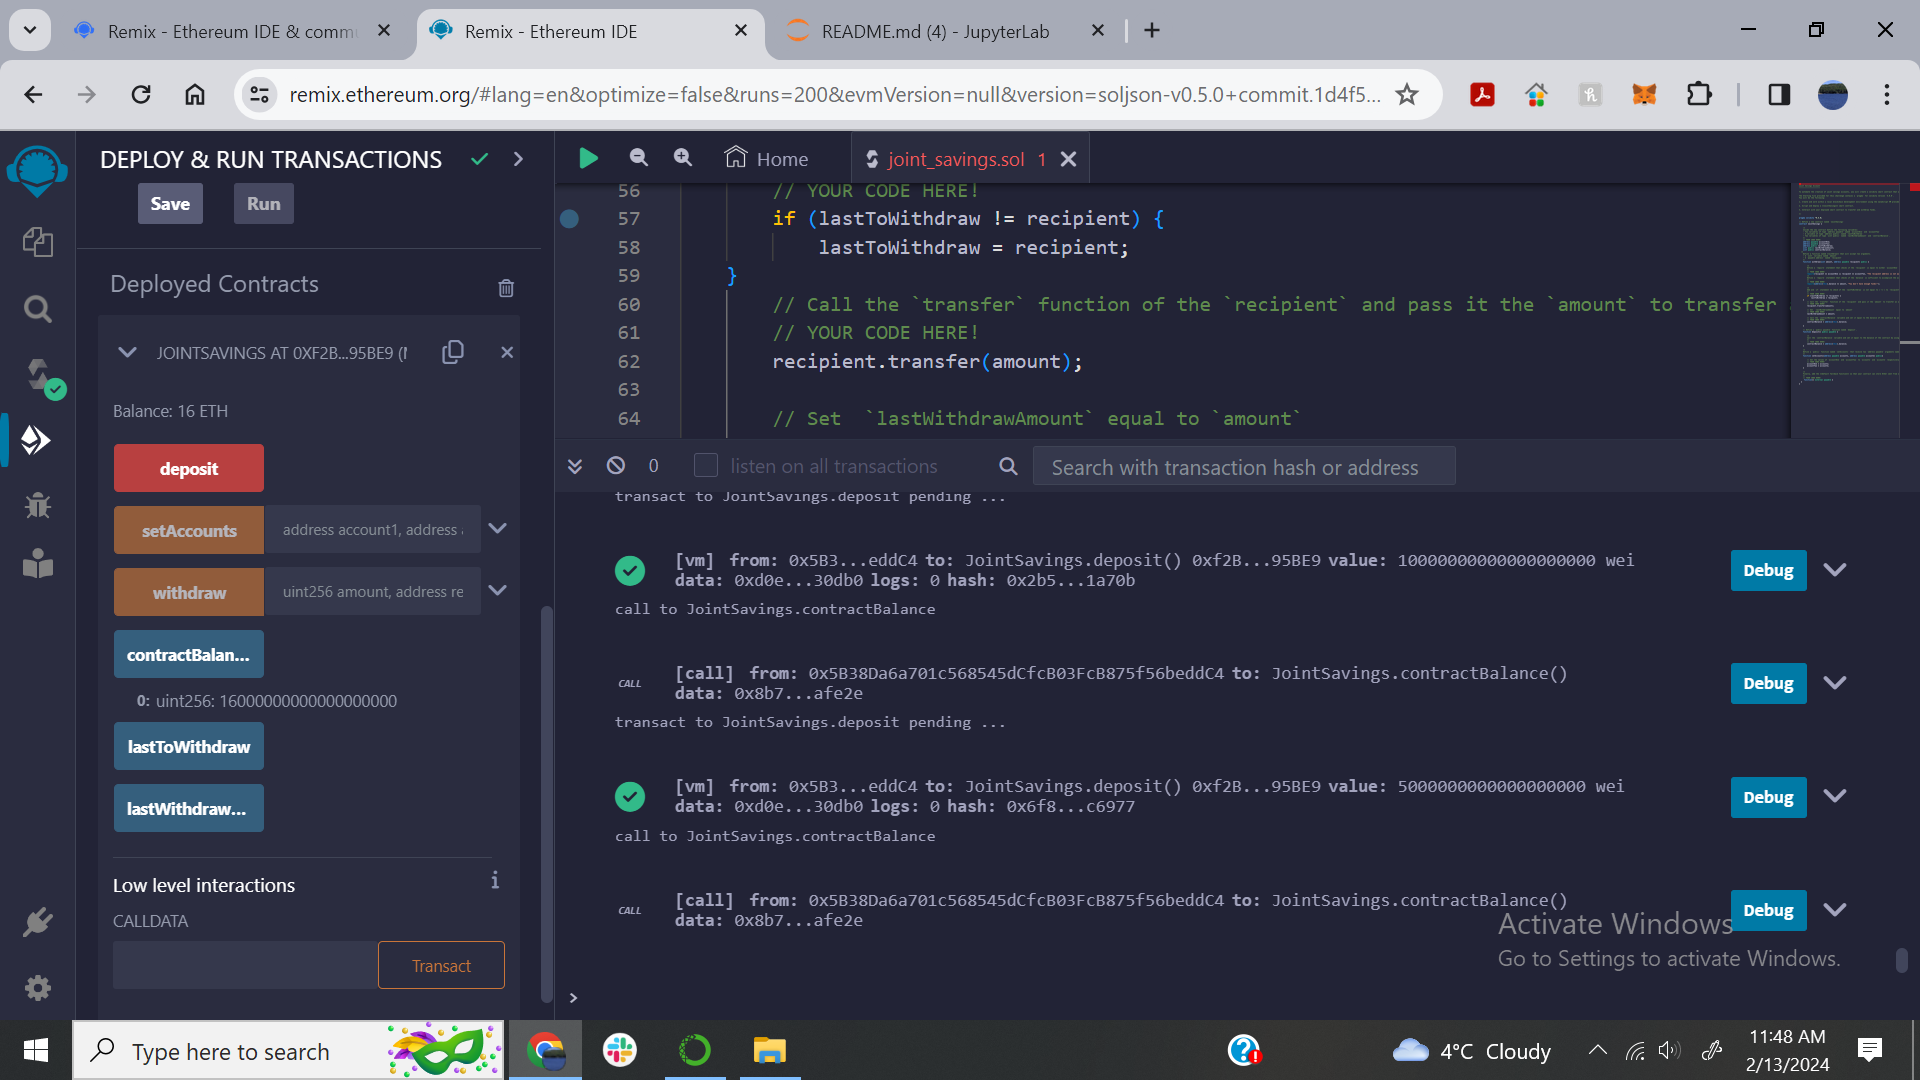 Remix - Ethereum IDE & comm
Remix - Ethereum IDE
README.md (4) - JupyterLab
remix.ethereum.org/#lang=en&optimize=false&runs=200&evmVersion=null&version=soljson-v0.5.0+commit.1d4f5...
DEPLOY & RUN TRANSACTIONS
Save
Run
Home
joint_savings.sol 1
56 // YOUR CODE HERE!
57 if (lastToWithdraw != recipient) {
58 lastToWithdraw = recipient;
59 }
60 // Call the `transfer` function of the `recipient` and pass it the `amount` to transfer
61 // YOUR CODE HERE!
62 recipient.transfer(amount);
63
64 // Set  `lastWithdrawAmount` equal to `amount`
Deployed Contracts
JOINTSAVINGS AT 0XF2B...95BE9 (
Balance: 16 ETH
deposit
setAccounts
address account1, address
withdraw
uint256 amount, address re
contractBalan...
0: uint256: 16000000000000000000
lastToWithdraw
lastWithdraw...
Low level interactions
i
CALLDATA
Transact
0
listen on all transactions
Search with transaction hash or address
transact to JointSavings.deposit pending ...
[vm] from: 0x5B3...eddC4 to: JointSavings.deposit() 0xf2B...95BE9 value: 10000000000000000000 wei
data: 0xd0e...30db0 logs: 0 hash: 0x2b5...1a70b
Debug
call to JointSavings.contractBalance
CALL
[call] from: 0x5B38Da6a701c568545dCfcB03FcB875f56beddC4 to: JointSavings.contractBalance()
data: 0x8b7...afe2e
Debug
transact to JointSavings.deposit pending ...
[vm] from: 0x5B3...eddC4 to: JointSavings.deposit() 0xf2B...95BE9 value: 5000000000000000000 wei
data: 0xd0e...30db0 logs: 0 hash: 0x6f8...c6977
Debug
call to JointSavings.contractBalance
CALL
[call] from: 0x5B38Da6a701c568545dCfcB03FcB875f56beddC4 to: JointSavings.contractBalance()
data: 0x8b7...afe2e
Debug
Activate Windows
Go to Settings to activate Windows.
>
Type here to search
4°C Cloudy
11:48 AM
2/13/2024